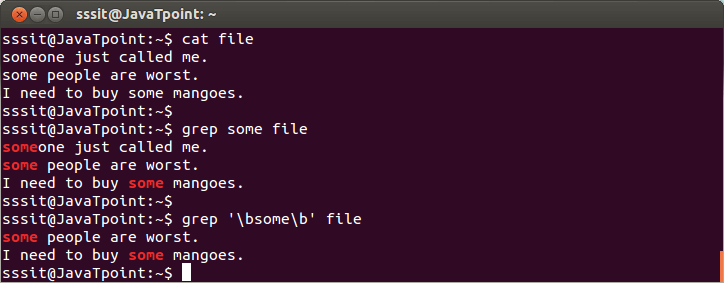 sssit@JavaTpoint: ~
sssit@JavaTpoint:~$ cat file
someone just called me.
some people are worst.
I need to buy some mangoes.
sssit@JavaTpoint:~$
sssit@JavaTpoint:~$ grep some file
someone just called me.
some people are worst.
I need to buy some mangoes.
sssit@JavaTpoint:~$
sssit@JavaTpoint:~$ grep '\bsome\b' file
some people are worst.
I need to buy some mangoes.
sssit@JavaTpoint:~$